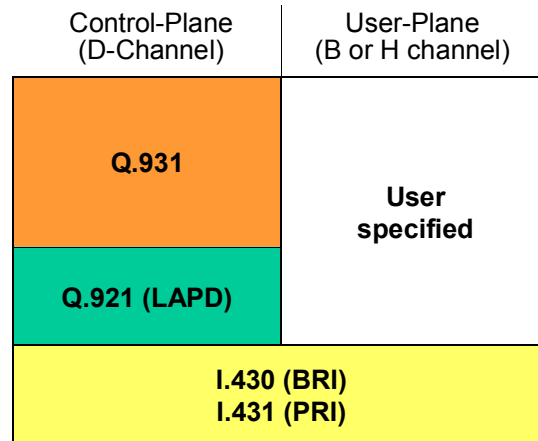 Control-Plane
(D-Channel)
User-Plane
(B or H channel)
Q.931
User
specified
Q.921 (LAPD)
I.430 (BRI)
I.431 (PRI)